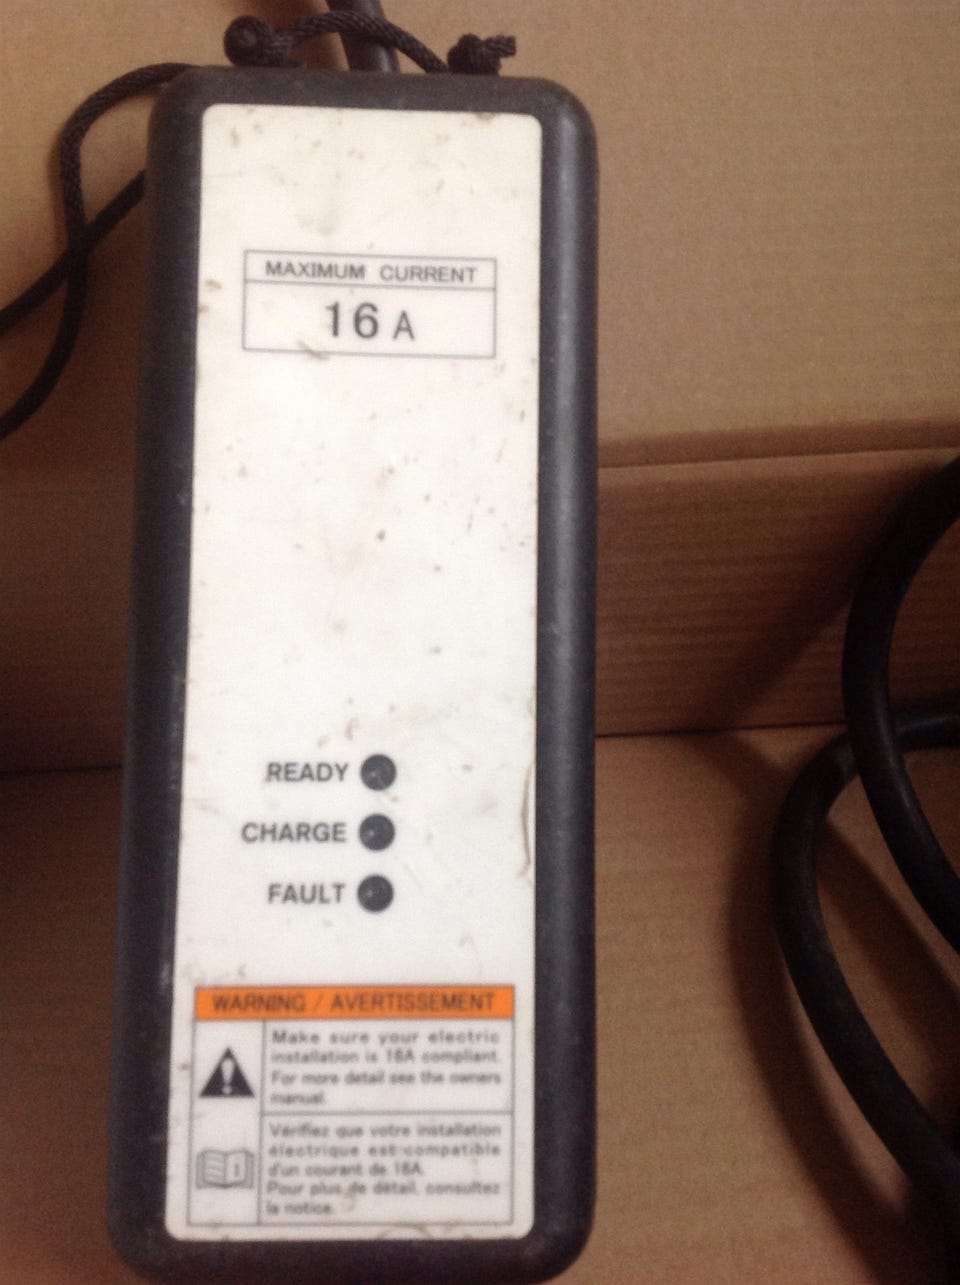 MAXIMUM CURRENT
16 A
READY
CHARGE
FAULT
WARNING / AVERTISSEMENT
Make sure your electric
installation is 16A compliant.
For more detail see the owners
manual.
Vérifiez que votre installation
électrique est compatible
d'un courant de 16A.
Pour plus de détail, consultez
la notice.